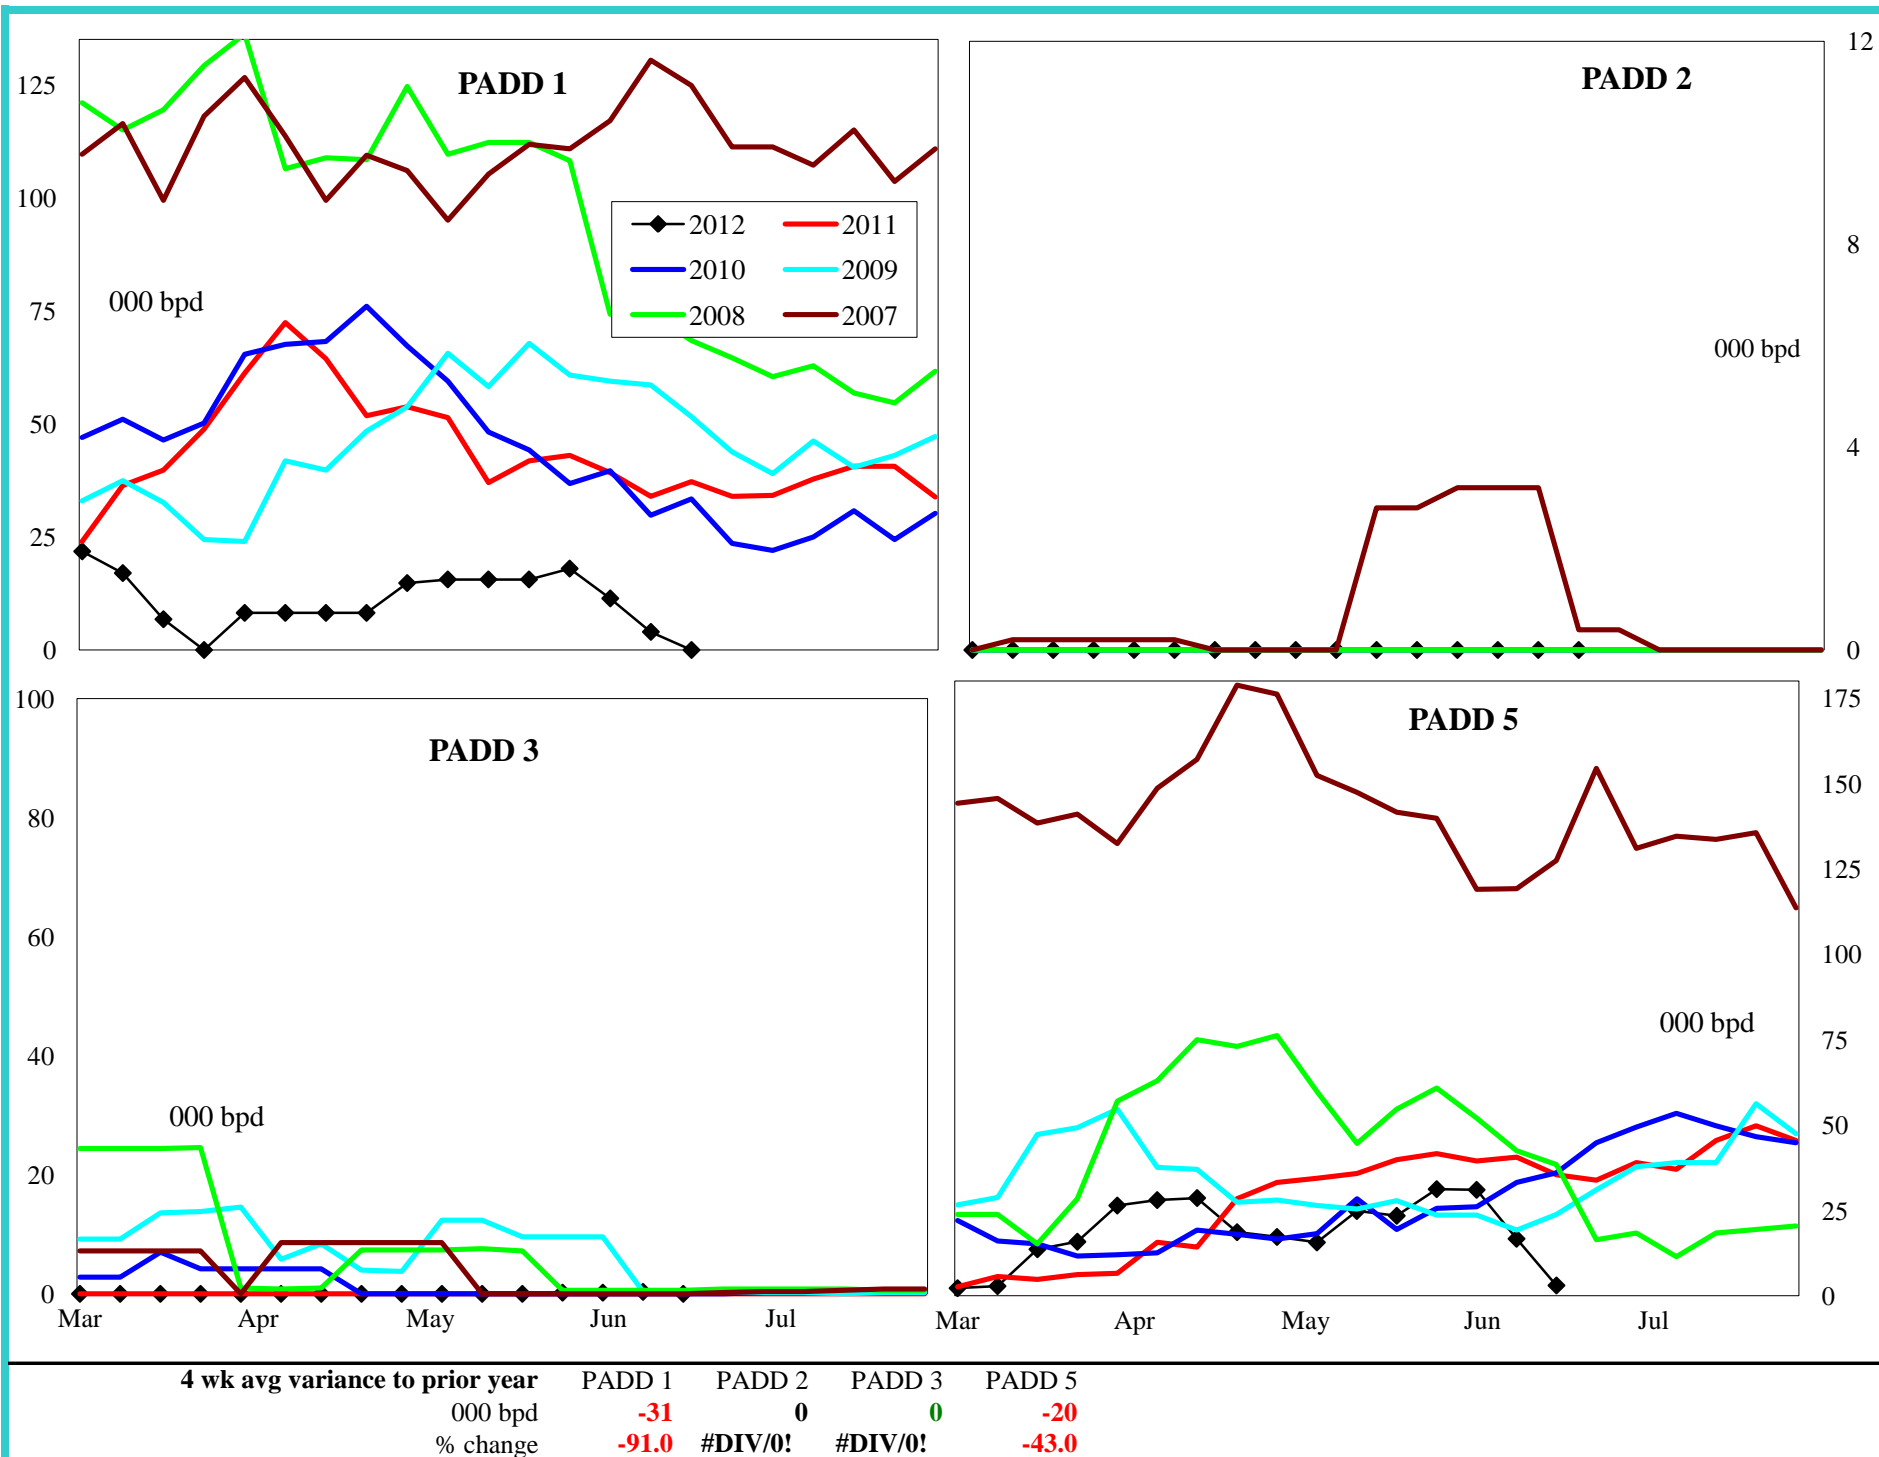 PADD 1
125
100
75
50
25
0
000 bpd
2012 2011
2010 2009
2008 2007
PADD 2
12
8
4
0
000 bpd
PADD 3
100
80
60
40
20
0
000 bpd
Mar Apr May Jun Jul
PADD 5
175
150
125
100
75
50
25
0
000 bpd
Mar Apr May Jun Jul
4 wk avg variance to prior year PADD 1 PADD 2 PADD 3 PADD 5
000 bpd -31 0 0 -20
% change -91.0 #DIV/0! #DIV/0! -43.0